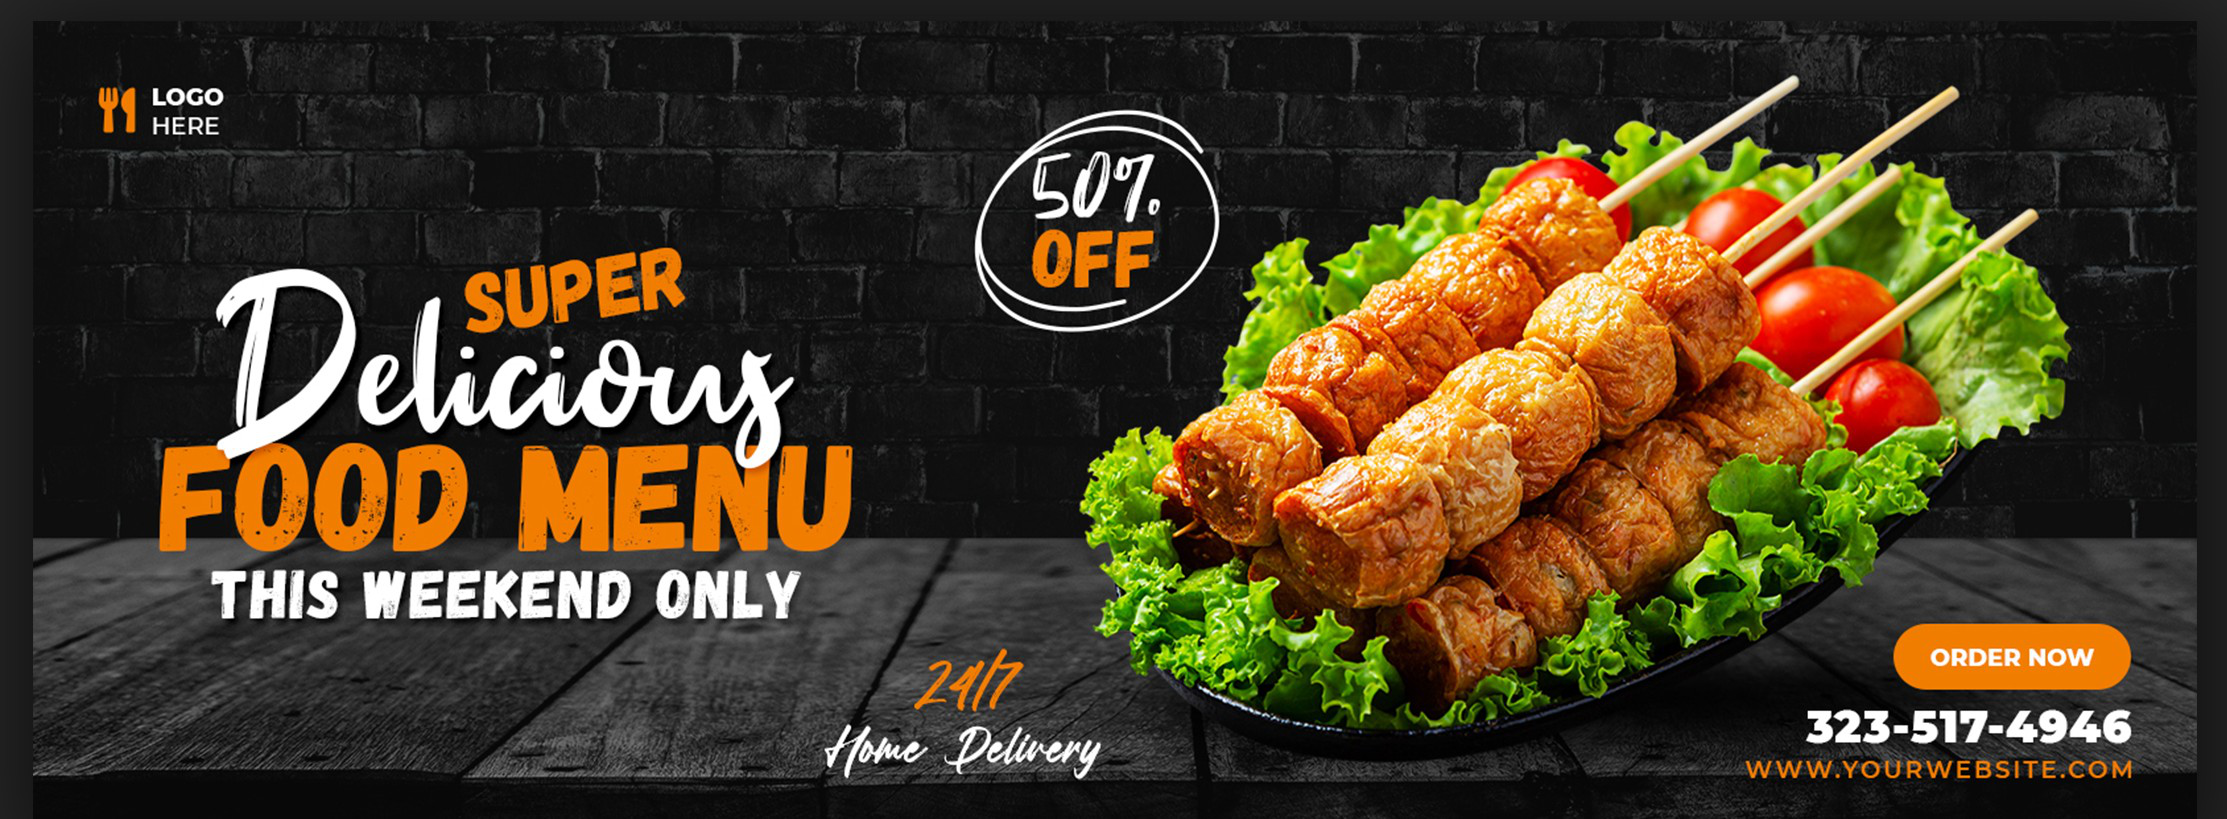 LOGO
HERE
50%
OFF
SUPER
Delicious
FOOD MENU
THIS WEEKEND ONLY
24/7
Home Delivery
ORDER NOW
323-517-4946
WWW.YOURWEBSITE.COM